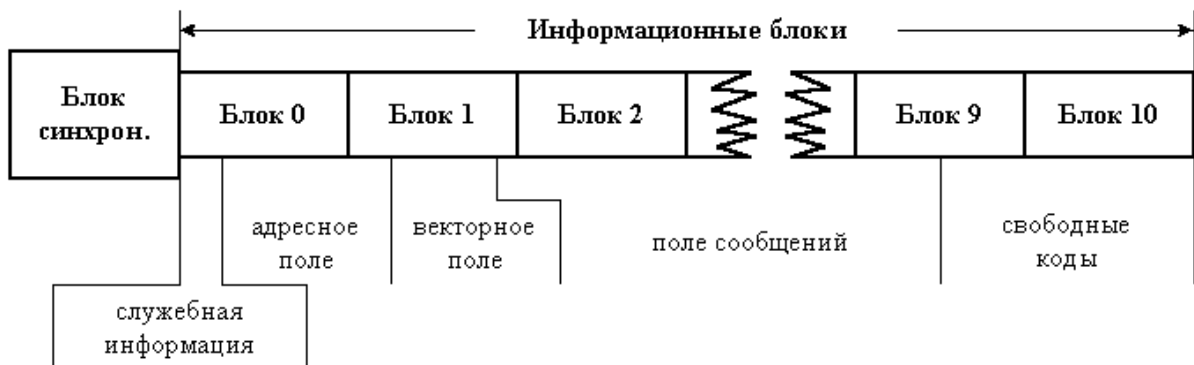 Информационные блоки
Блок
синхрон.
Блок 0
Блок 1
Блок 2
Блок 9
Блок 10
адресное
поле
векторное
поле
поле сообщений
свободные
коды
служебная
информация